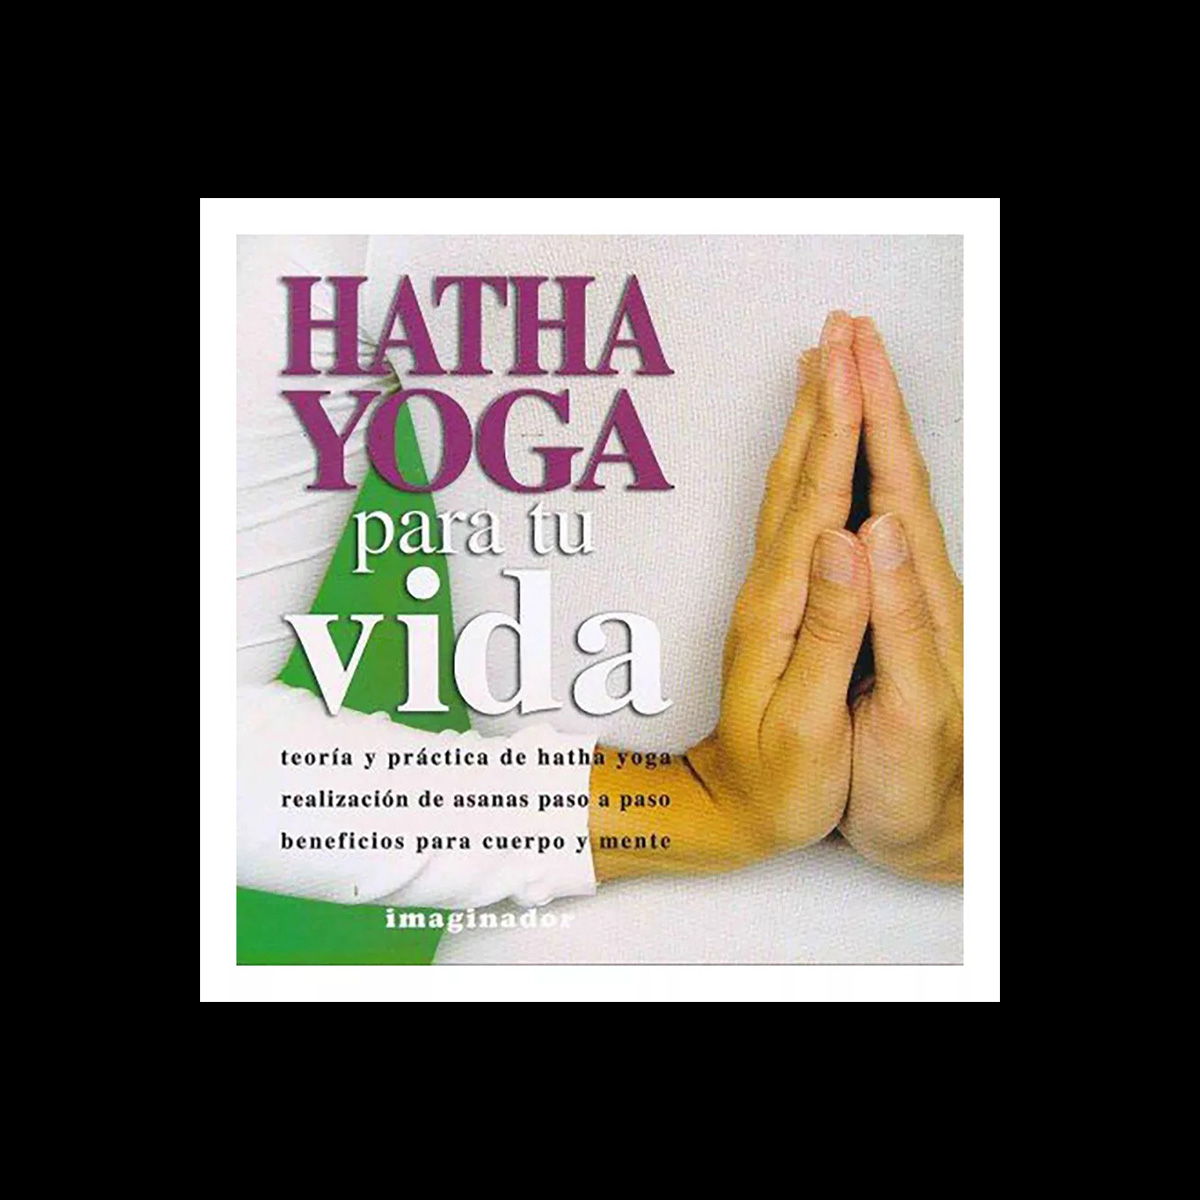 HATHA
YOGA
para tu
vida
teoría y práctica de hatha yoga
realización de asanas paso a paso
beneficios para cuerpo y mente
imaginador